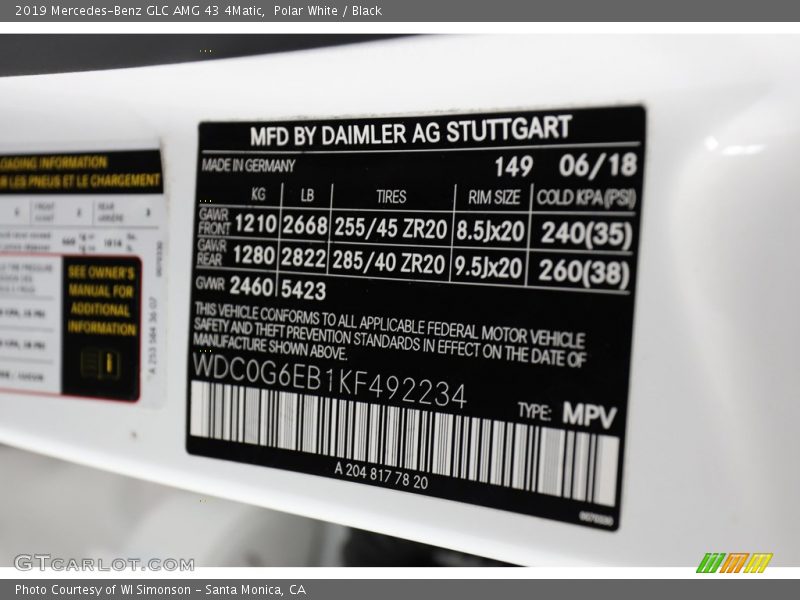 2019 Mercedes-Benz GLC AMG 43 4Matic,  Polar White / Black
LOADING INFORMATION
LES PNEUS ET LE CHARGEMENT
SEE OWNER'S
MANUAL FOR
ADDITIONAL
INFORMATION
A 253 584 36 07
MFD BY DAIMLER AG STUTTGART
MADE IN GERMANY 149 06/18
KG LB TIRES RIM SIZE COLD KPA(PSI)
GAWR FRONT 1210 2668 255/45 ZR20 8.5Jx20 240(35)
GAWR REAR 1280 2822 285/40 ZR20 9.5Jx20 260(38)
GWR 2460 5423
THIS VEHICLE CONFORMS TO ALL APPLICABLE FEDERAL MOTOR VEHICLE
SAFETY AND THEFT PREVENTION STANDARDS IN EFFECT ON THE DATE OF
MANUFACTURE SHOWN ABOVE.
WDC0G6EB1KF492234
TYPE: MPV
A 204 817 78 20
GTCARLOT.COM
Photo Courtesy of WI Simonson - Santa Monica, CA